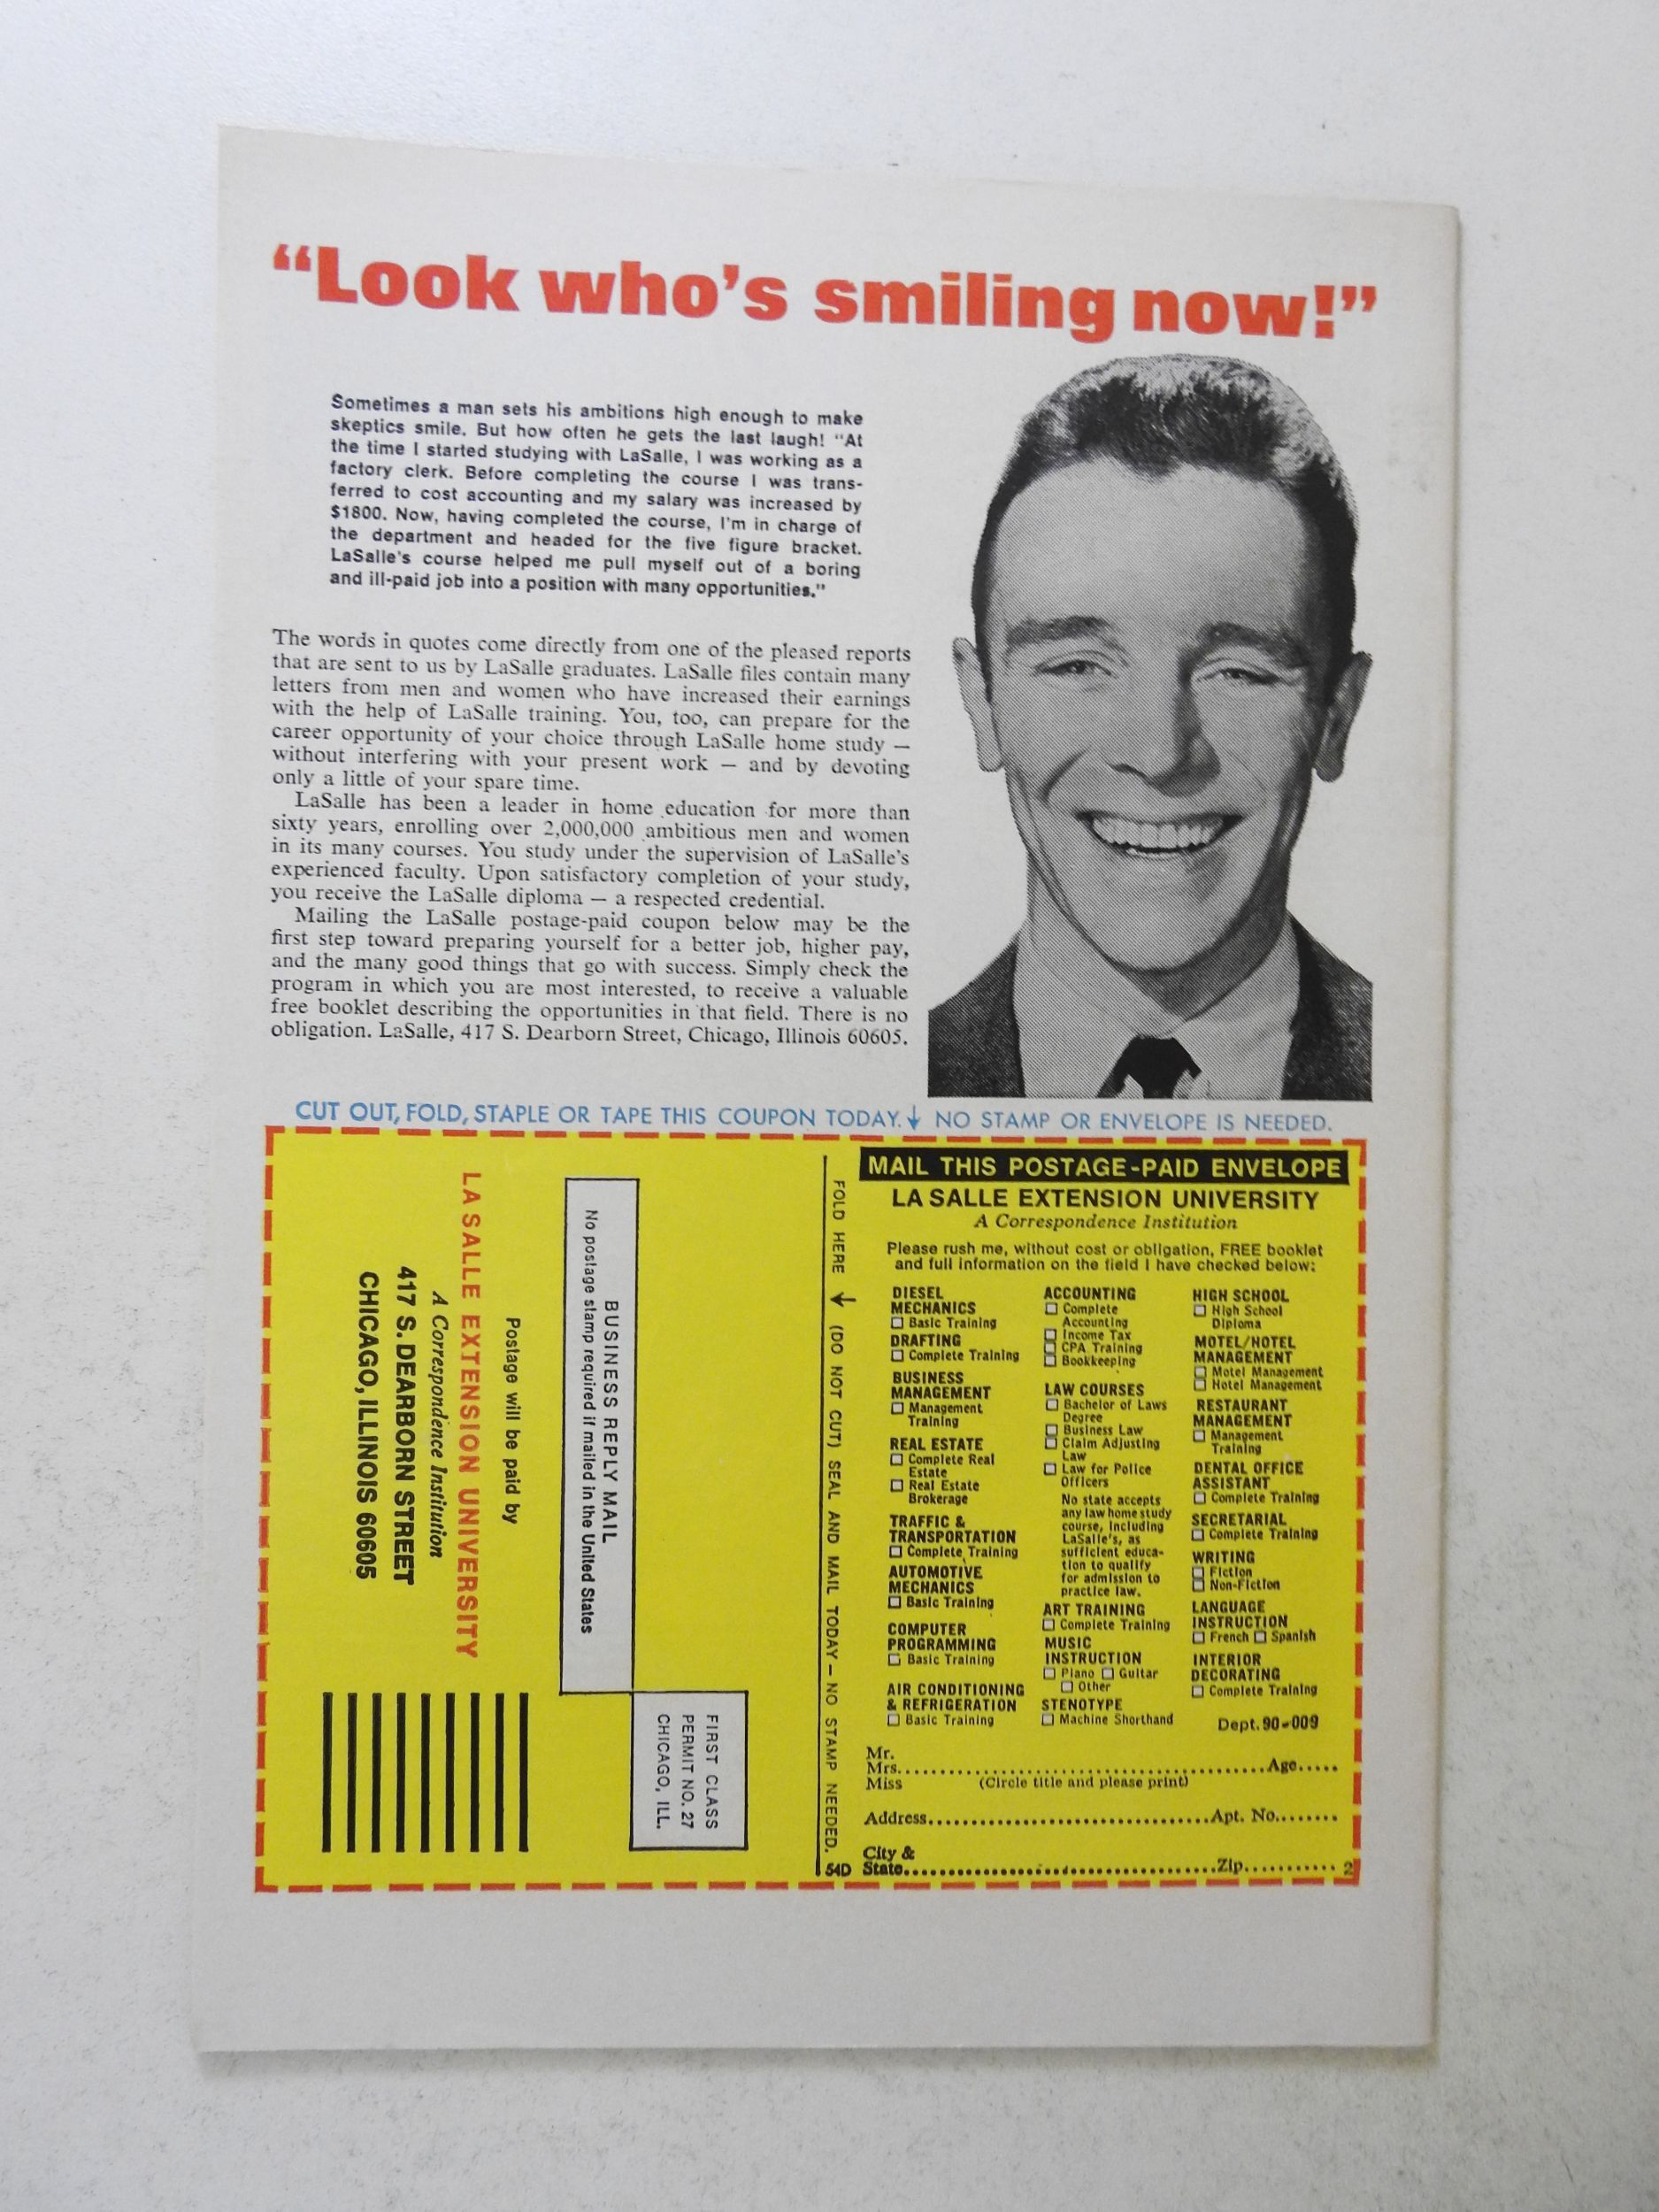 “Look who’s smiling now!”
Sometimes a man sets his ambitions high enough to make
skeptics smile. But how often he gets the last laugh! “At
the time I started studying with LaSalle, I was working as a
factory clerk. Before completing the course I was trans-
ferred to cost accounting and my salary was increased by
$1800. Now, having completed the course, I’m in charge of
the department and headed for the five figure bracket.
LaSalle’s course helped me pull myself out of a boring
and ill-paid job into a position with many opportunities.”
The words in quotes come directly from one of the pleased reports
that are sent to us by LaSalle graduates. LaSalle files contain many
letters from men and women who have increased their earnings
with the help of LaSalle training. You, too, can prepare for the
career opportunity of your choice through LaSalle home study —
without interfering with your present work — and by devoting
only a little of your spare time.
LaSalle has been a leader in home education for more than
sixty years, enrolling over 2,000,000 ambitious men and women
in its many courses. You study under the supervision of LaSalle’s
experienced faculty. Upon satisfactory completion of your study,
you receive the LaSalle diploma — a respected credential.
Mailing the LaSalle postage-paid coupon below may be the
first step toward preparing yourself for a better job, higher pay,
and the many good things that go with success. Simply check the
program in which you are most interested, to receive a valuable
free booklet describing the opportunities in that field. There is no
obligation. LaSalle, 417 S. Dearborn Street, Chicago, Illinois 60605.
CUT OUT, FOLD, STAPLE OR TAPE THIS COUPON TODAY. ↓ NO STAMP OR ENVELOPE IS NEEDED.
FIRST CLASS
PERMIT NO. 27
CHICAGO, ILL.
BUSINESS REPLY MAIL
No postage stamp required if mailed in the United States
Postage will be paid by
LA SALLE EXTENSION UNIVERSITY
A Correspondence Institution
417 S. DEARBORN STREET
CHICAGO, ILLINOIS 60605
FOLD HERE (DO NOT CUT) SEAL AND MAIL TODAY — NO STAMP NEEDED.
54D
MAIL THIS POSTAGE-PAID ENVELOPE
LA SALLE EXTENSION UNIVERSITY
A Correspondence Institution
Please rush me, without cost or obligation, FREE booklet
and full information on the field I have checked below:
DIESEL
MECHANICS
☐ Basic Training
DRAFTING
☐ Complete Training
BUSINESS
MANAGEMENT
☐ Management
Training
REAL ESTATE
☐ Complete Real
Estate
☐ Real Estate
Brokerage
TRAFFIC &
TRANSPORTATION
☐ Complete Training
AUTOMOTIVE
MECHANICS
☐ Basic Training
COMPUTER
PROGRAMMING
☐ Basic Training
AIR CONDITIONING
& REFRIGERATION
☐ Basic Training
ACCOUNTING
☐ Complete
Accounting
☐ Income Tax
☐ CPA Training
☐ Bookkeeping
LAW COURSES
☐ Bachelor of Laws
Degree
☐ Business Law
☐ Claim Adjusting
Law
☐ Law for Police
Officers
No state accepts
any law home study
course, including
LaSalle’s, as
sufficient educa-
tion to qualify
for admission to
practice law.
ART TRAINING
☐ Complete Training
MUSIC
INSTRUCTION
☐ Piano ☐ Guitar
☐ Other
STENOTYPE
☐ Machine Shorthand
HIGH SCHOOL
☐ High School
Diploma
MOTEL/HOTEL
MANAGEMENT
☐ Motel Management
☐ Hotel Management
RESTAURANT
MANAGEMENT
☐ Management
Training
DENTAL OFFICE
ASSISTANT
☐ Complete Training
SECRETARIAL
☐ Complete Training
WRITING
☐ Fiction
☐ Non-Fiction
LANGUAGE
INSTRUCTION
☐ French ☐ Spanish
INTERIOR
DECORATING
☐ Complete Training
Dept. 90-009
Mr.
Mrs. Age
Miss (Circle title and please print)
Address Apt. No.
City &
State Zip 2